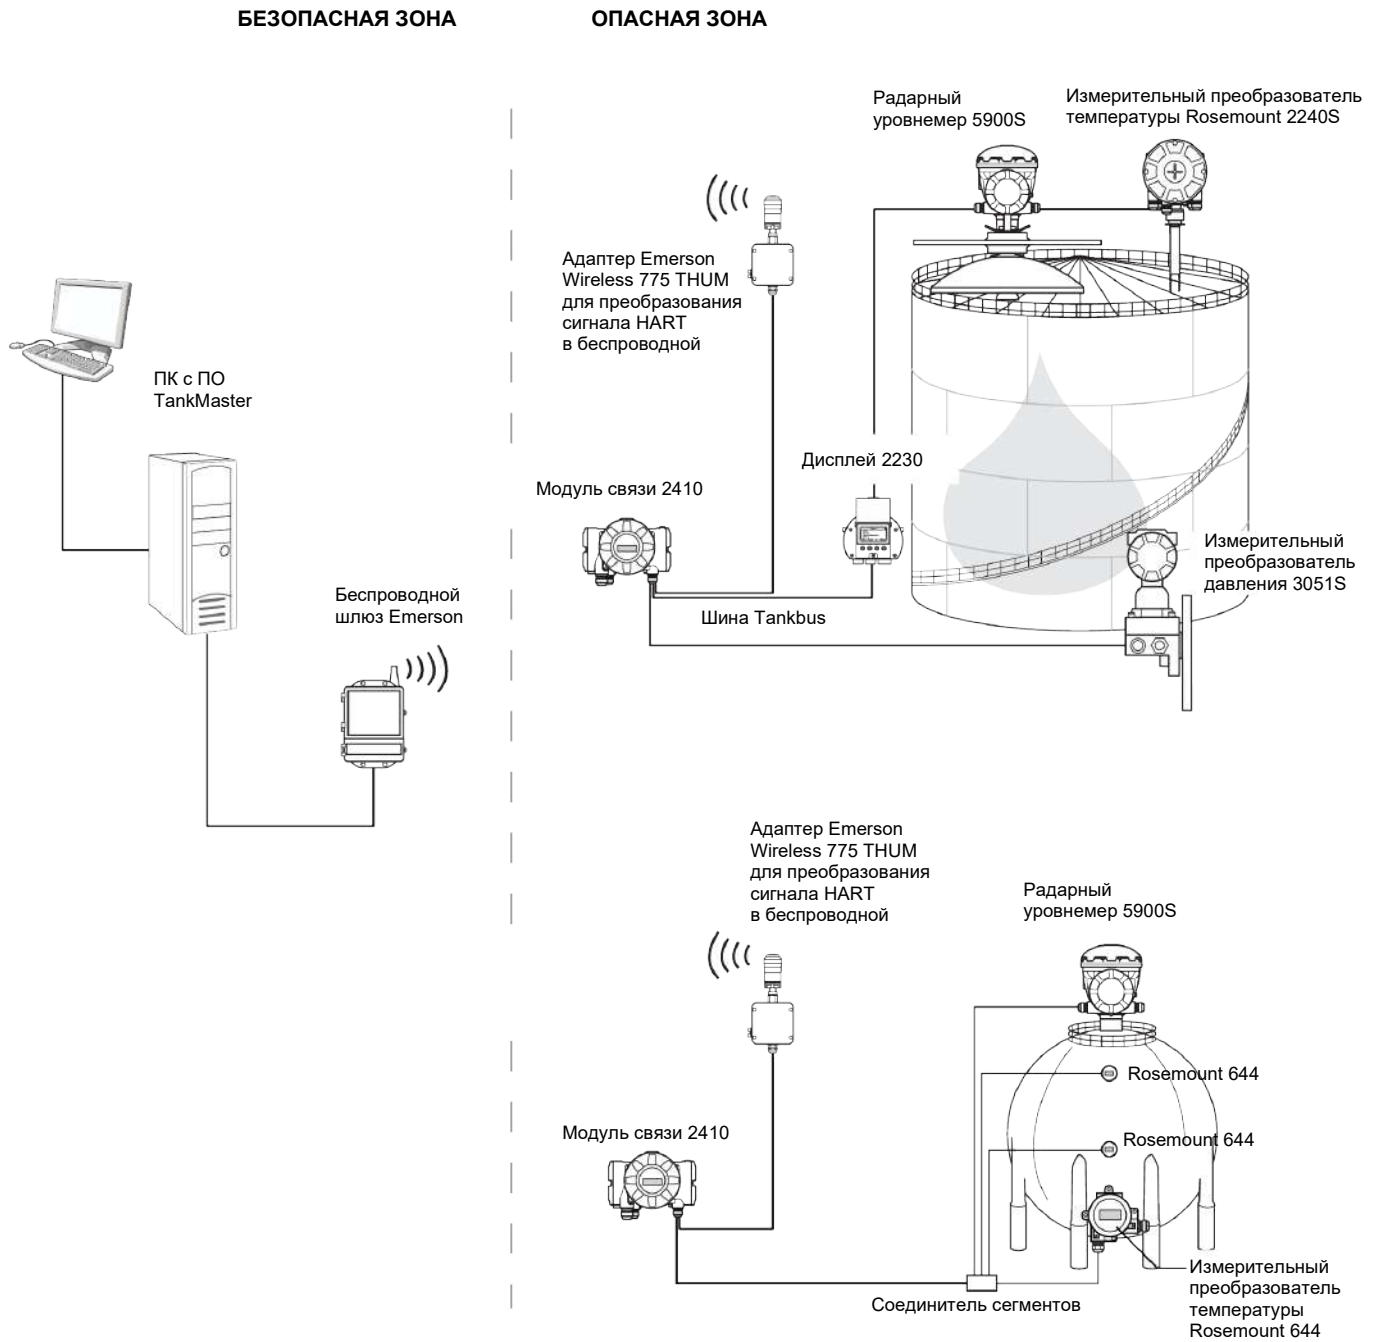 БЕЗОПАСНАЯ ЗОНА
ОПАСНАЯ ЗОНА
Радарный
уровнемер 5900S
Измерительный преобразователь
температуры Rosemount 2240S
Адаптер Emerson
Wireless 775 THUM
для преобразования
сигнала HART
в беспроводной
ПК с ПО
TankMaster
Дисплей 2230
Модуль связи 2410
Измерительный
преобразователь
давления 3051S
Беспроводной
шлюз Emerson
Шина Tankbus
Адаптер Emerson
Wireless 775 THUM
для преобразования
сигнала HART
в беспроводной
Радарный
уровнемер 5900S
Rosemount 644
Rosemount 644
Модуль связи 2410
Измерительный
преобразователь
температуры
Rosemount 644
Соединитель сегментов